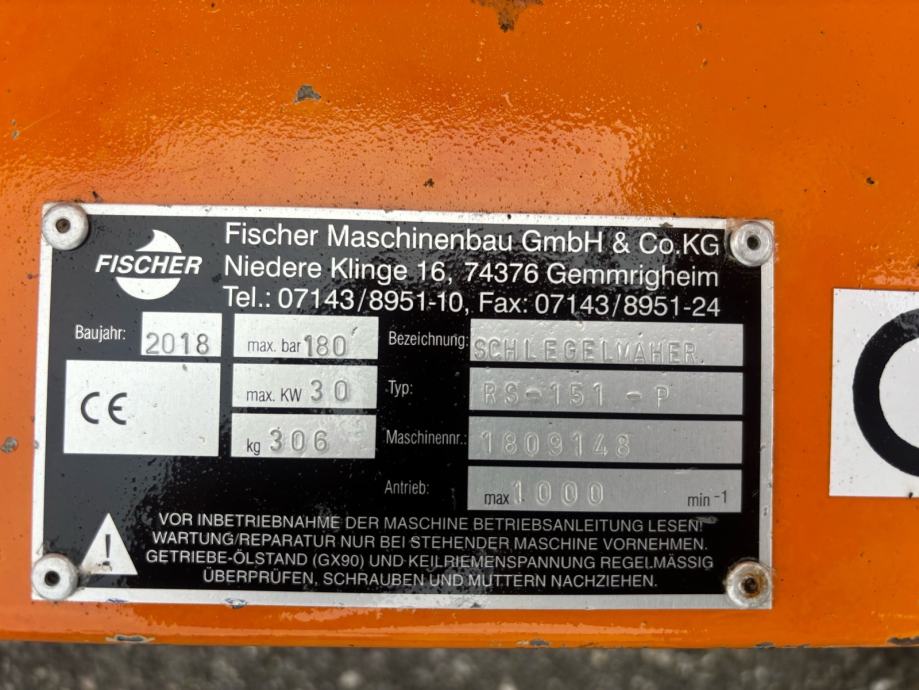 Fischer Maschinenbau GmbH & Co.KG
FISCHER
Niedere Klinge 16, 74376 Gemmrigheim
Tel.: 07143/8951-10, Fax: 07143/8951-24
Baujahr: 2018 max. bar 180 Bezeichnung: SCHLEGELMÄHER.
CE max. KW 30 Typ: RS-151-P
kg 306 Maschinennr.: 1809148
Antrieb: max 1000 min-1
VOR INBETRIEBNAHME DER MASCHINE BETRIEBSANLEITUNG LESEN!
WARTUNG/REPARATUR NUR BEI STEHENDER MASCHINE VORNEHMEN.
GETRIEBE-ÖLSTAND (GX90) UND KEILRIEMENSPANNUNG REGELMÄSSIG
ÜBERPRÜFEN, SCHRAUBEN UND MUTTERN NACHZIEHEN.